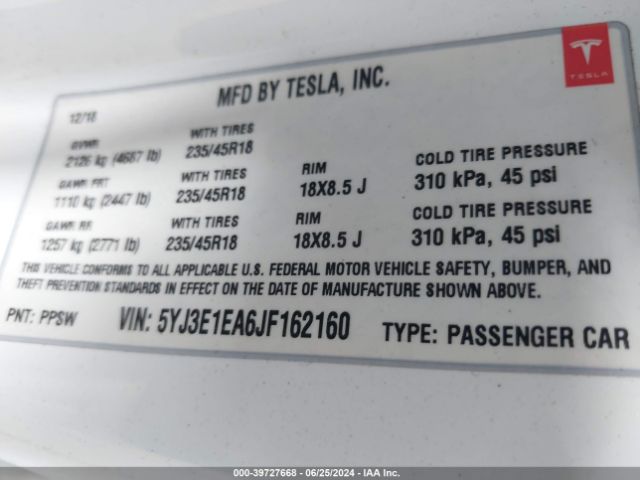 MFD BY TESLA, INC.
TESLA
12/18
GVWR
2126 kg (4687 lb)
WITH TIRES
235/45R18
GAWR FRT
1110 kg (2447 lb)
WITH TIRES
235/45R18
RIM
18X8.5 J
COLD TIRE PRESSURE
310 kPa, 45 psi
GAWR RR
1257 kg (2771 lb)
WITH TIRES
235/45R18
RIM
18X8.5 J
COLD TIRE PRESSURE
310 kPa, 45 psi
THIS VEHICLE CONFORMS TO ALL APPLICABLE U.S. FEDERAL MOTOR VEHICLE SAFETY, BUMPER, AND
THEFT PREVENTION STANDARDS IN EFFECT ON THE DATE OF MANUFACTURE SHOWN ABOVE.
PNT: PPSW
VIN: 5YJ3E1EA6JF162160
TYPE: PASSENGER CAR
000-39727668 - 06/25/2024 - IAA Inc.